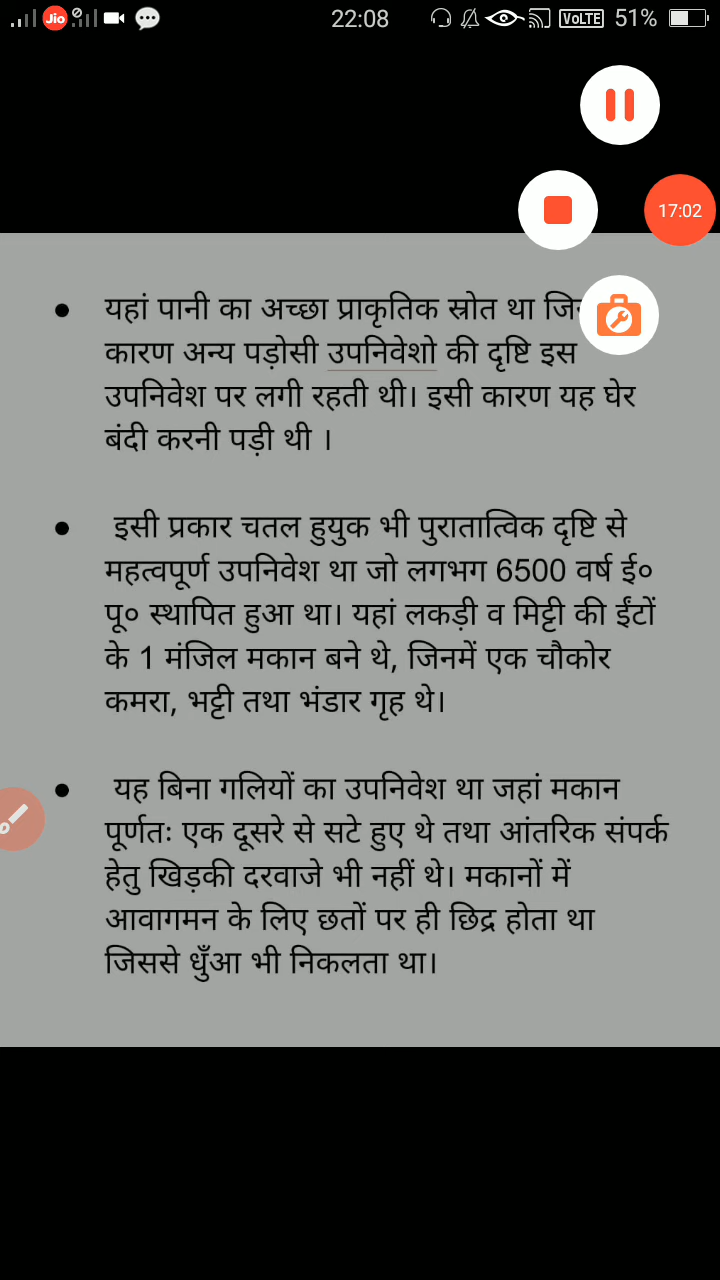 Jio
22:08
VoLTE
51%
17:02
● यहां पानी का अच्छा प्राकृतिक स्रोत था
कारण अन्य पड़ोसी उपनिवेशो की दृष्टि इस
उपनिवेश पर लगी रहती थी। इसी कारण यह घेर
बंदी करनी पड़ी थी ।
● इसी प्रकार चतल हुयुक भी पुरातात्विक दृष्टि से
महत्वपूर्ण उपनिवेश था जो लगभग 6500 वर्ष ई०
पू० स्थापित हुआ था। यहां लकड़ी व मिट्टी की ईंटों
के 1 मंजिल मकान बने थे, जिनमें एक चौकोर
कमरा, भट्टी तथा भंडार गृह थे।
● यह बिना गलियों का उपनिवेश था जहां मकान
पूर्णतः एक दूसरे से सटे हुए थे तथा आंतरिक संपर्क
हेतु खिड़की दरवाजे भी नहीं थे। मकानों में
आवागमन के लिए छतों पर ही छिद्र होता था
जिससे धुँआ भी निकलता था।